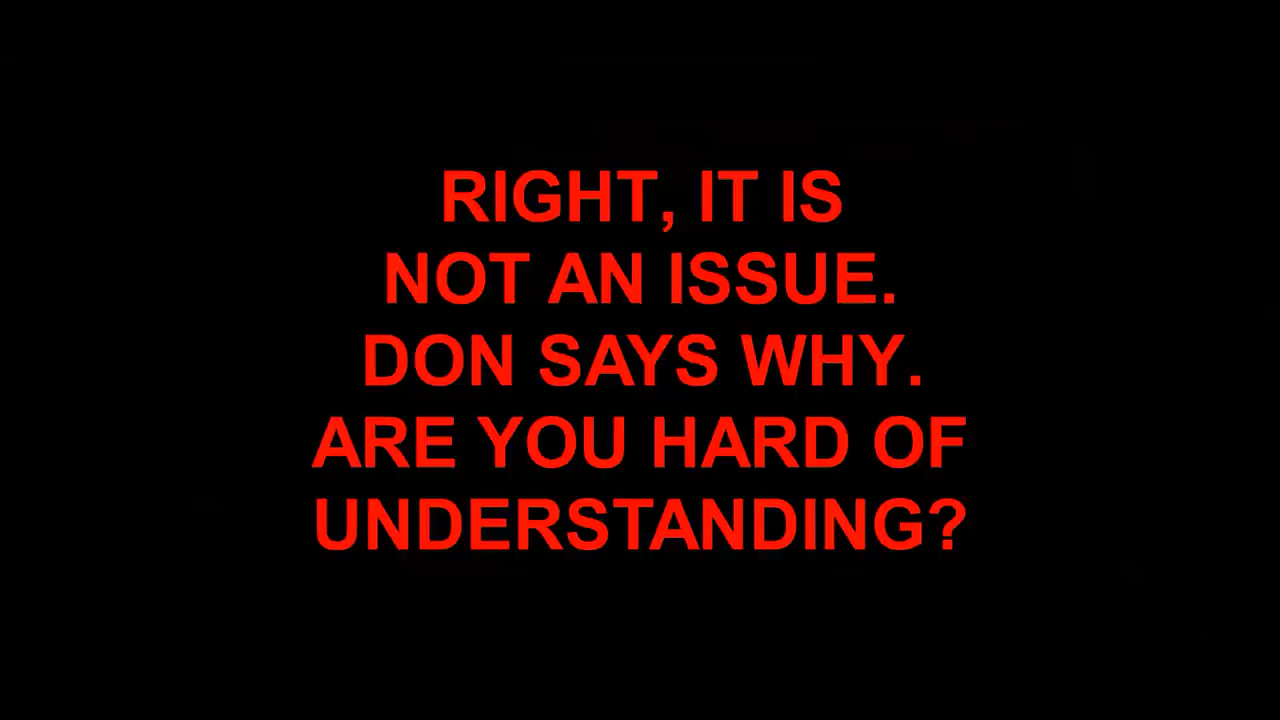 RIGHT, IT IS
NOT AN ISSUE.
DON SAYS WHY.
ARE YOU HARD OF
UNDERSTANDING?